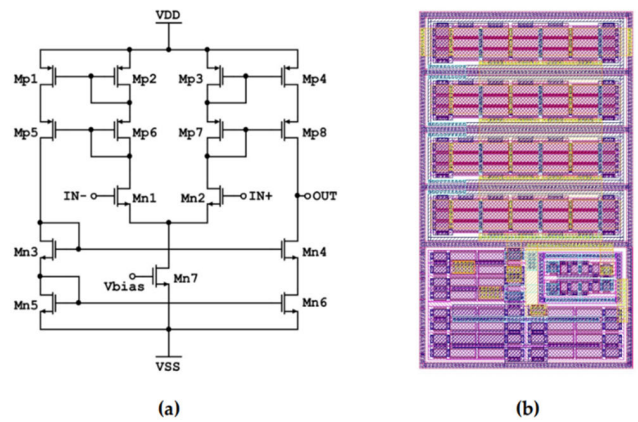 VDD
Mp1 Mp2 Mp3 Mp4
Mp5 Mp6 Mp7 Mp8
IN- Mn1 Mn2 IN+ OUT
Mn3 Mn4
Vbias Mn7
Mn5 Mn6
VSS
(a) (b)